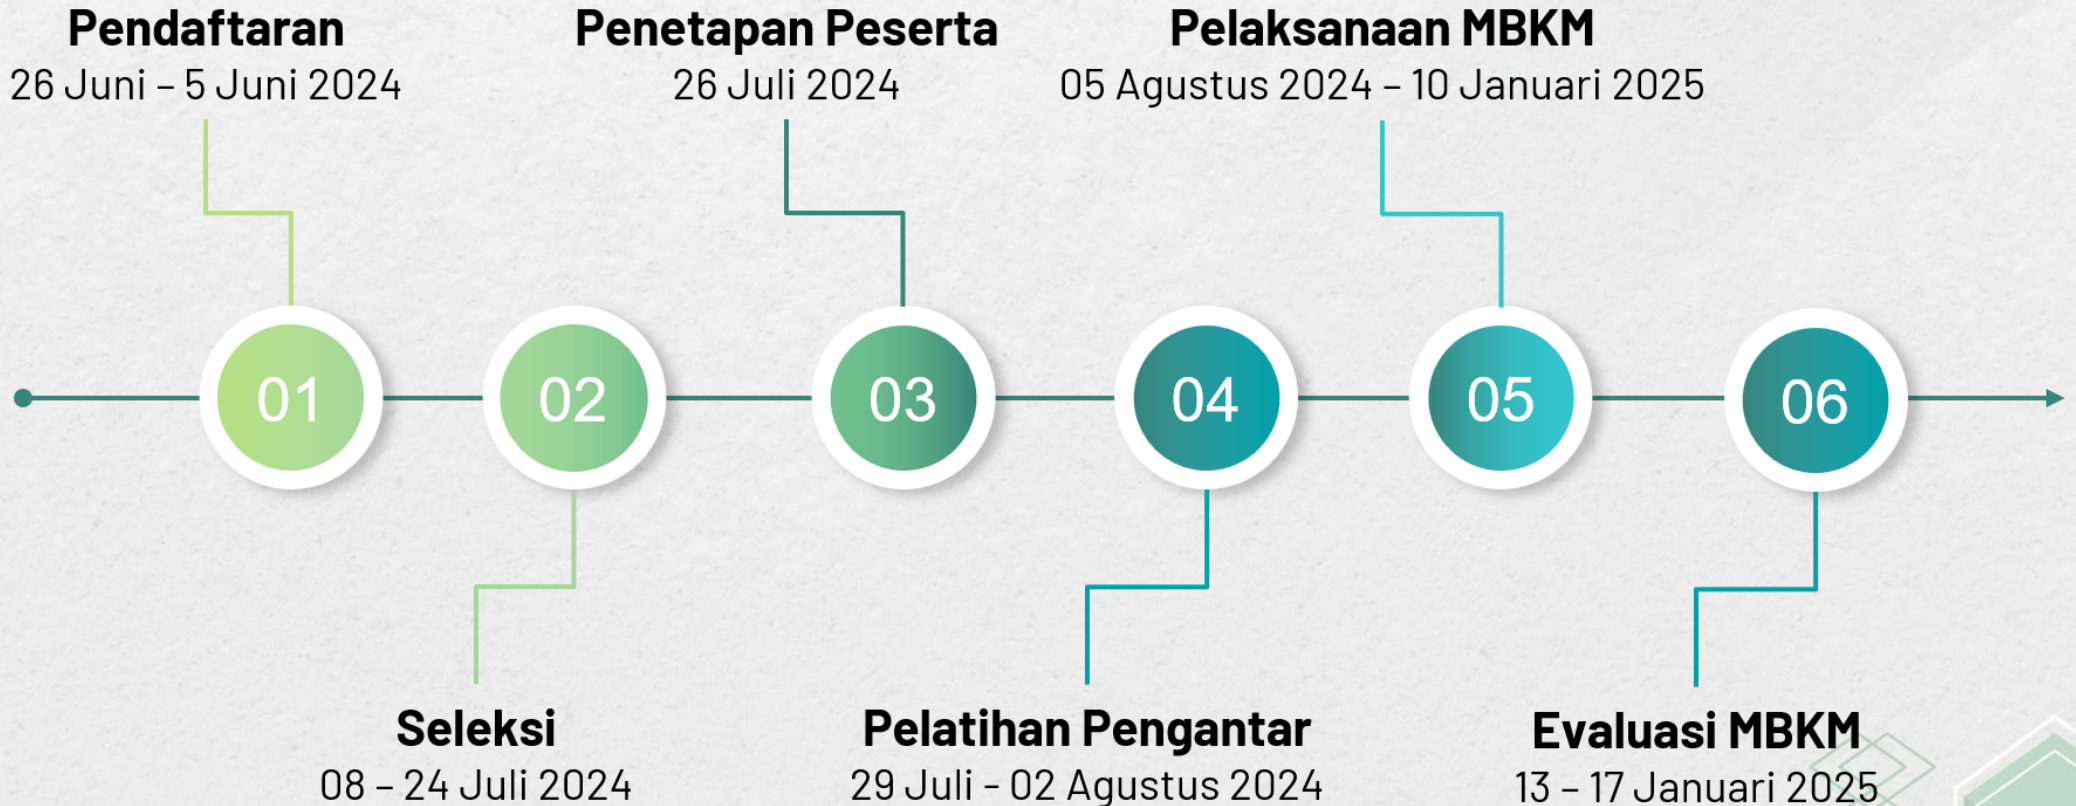 Pendaftaran
26 Juni – 5 Juni 2024
Penetapan Peserta
26 Juli 2024
Pelaksanaan MBKM
05 Agustus 2024 – 10 Januari 2025
01
02
03
04
05
06
Seleksi
08 – 24 Juli 2024
Pelatihan Pengantar
29 Juli - 02 Agustus 2024
Evaluasi MBKM
13 – 17 Januari 2025